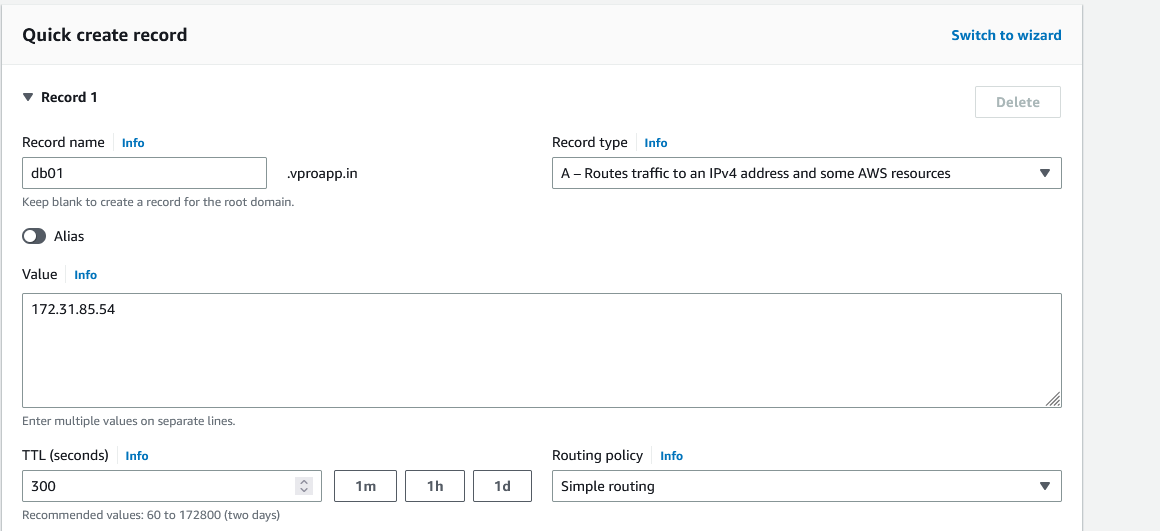 Quick create record Switch to wizard
Record 1 Delete
Record name Info Record type Info
db01 .vproapp.in A – Routes traffic to an IPv4 address and some AWS resources
Keep blank to create a record for the root domain.
Alias
Value Info
172.31.85.54
Enter multiple values on separate lines.
TTL (seconds) Info Routing policy Info
300 1m 1h 1d Simple routing
Recommended values: 60 to 172800 (two days)